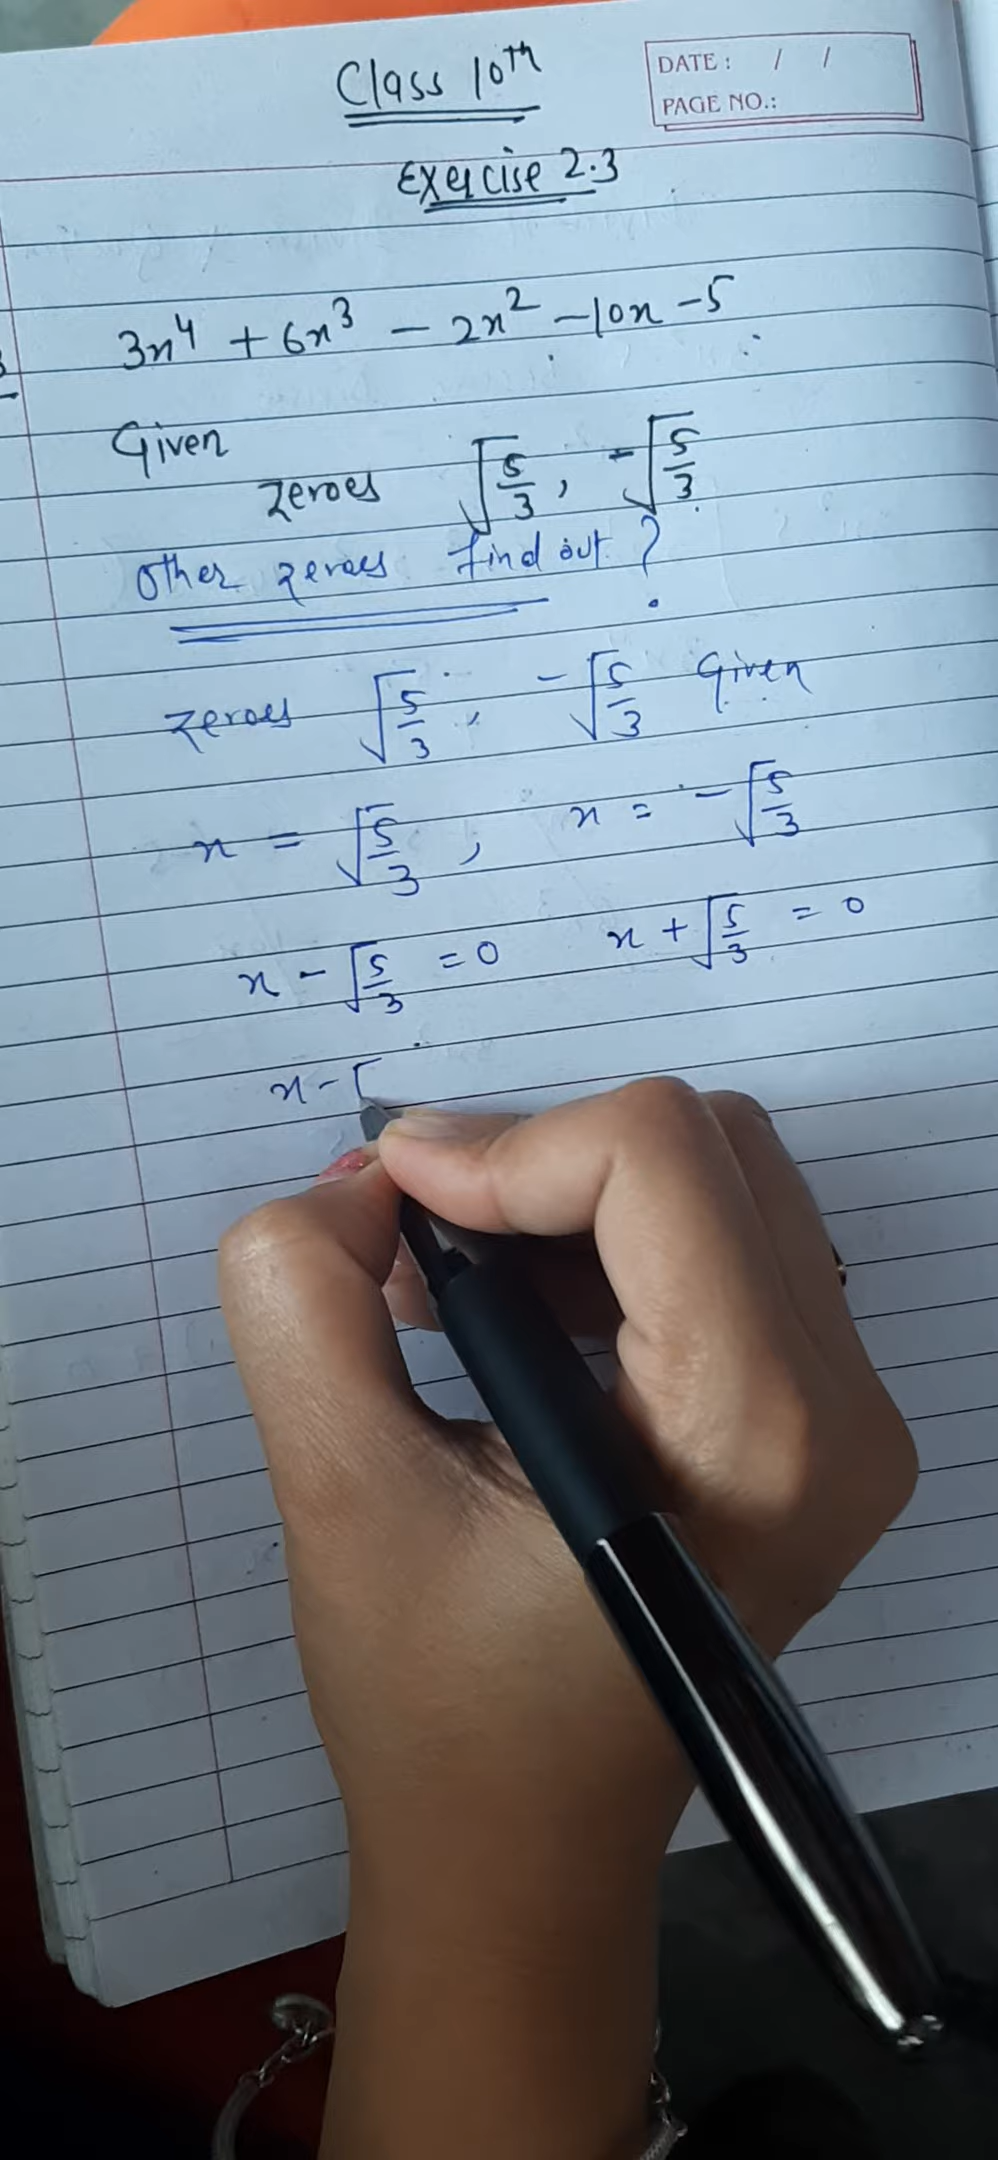 Class 10th
DATE : / /
PAGE NO.:
Exercise 2.3
3x⁴ + 6x³ - 2x² - 10x - 5
Given
zeroes √5/3, -√5/3
Other zeroes find out ?
zeroes √5/3, -√5/3 Given
x = √5/3, x = -√5/3
x - √5/3 = 0 x + √5/3 = 0
x - √